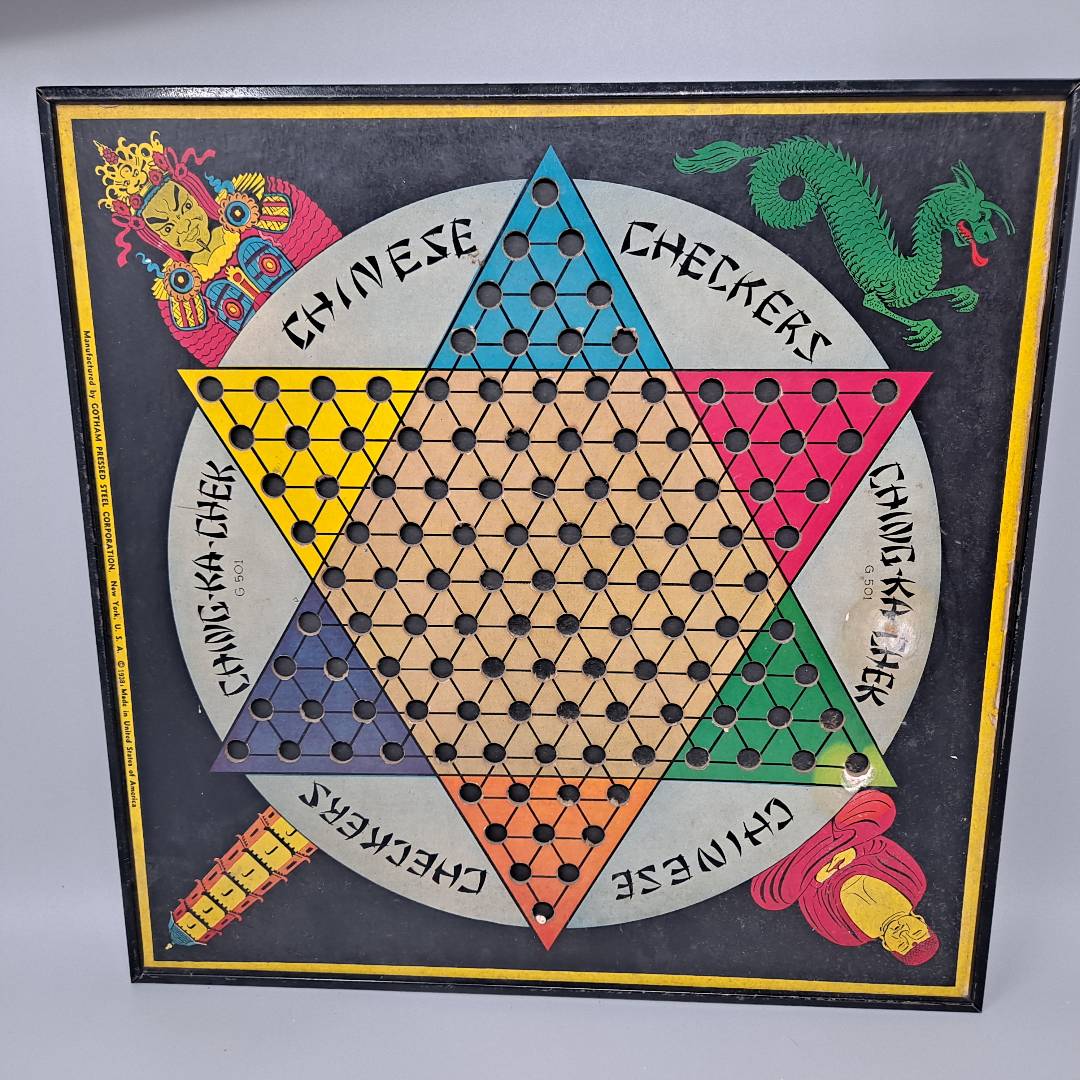 CHINESE
CHECKERS
CHING-KA-CHEK
G 501
CHING-KA-CHEK
G 501
CHINESE
CHECKERS
Manufactured by GOTHAM PRESSED STEEL CORPORATION, New York, U. S. A. © 1938; Made in United States of America